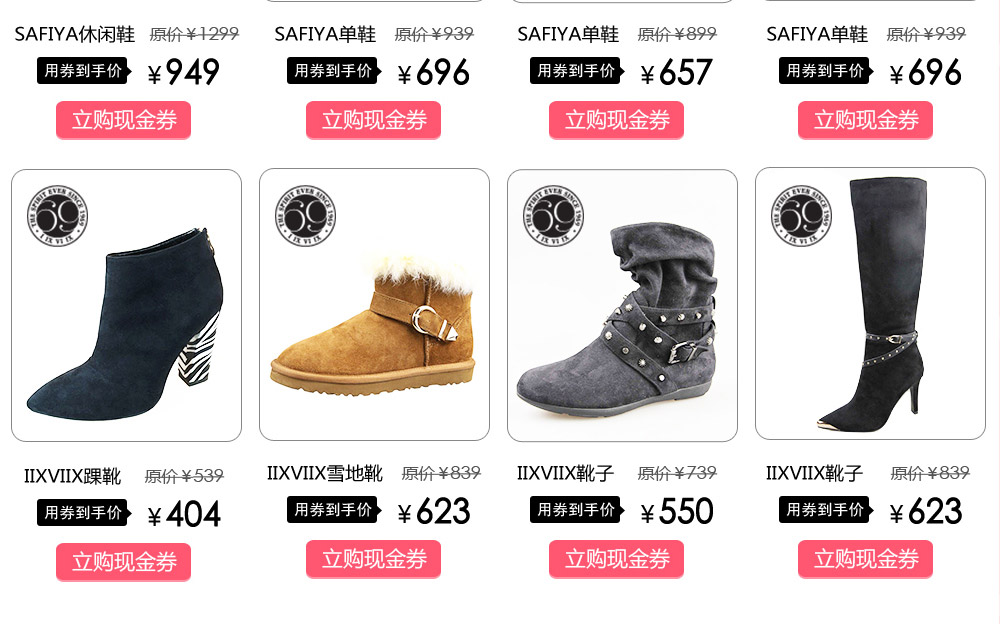 SAFIYA休闲鞋 原价¥1299
用券到手价 ¥949
立购现金券
SAFIYA单鞋 原价¥939
用券到手价 ¥696
立购现金券
SAFIYA单鞋 原价¥899
用券到手价 ¥657
立购现金券
SAFIYA单鞋 原价¥939
用券到手价 ¥696
立购现金券
THE SPIRIT EVER SINCE 1969
69
I IX VI IX
IIXVIIX踝靴 原价¥539
用券到手价 ¥404
立购现金券
THE SPIRIT EVER SINCE 1969
69
I IX VI IX
IIXVIIX雪地靴 原价¥839
用券到手价 ¥623
立购现金券
THE SPIRIT EVER SINCE 1969
69
I IX VI IX
IIXVIIX靴子 原价¥739
用券到手价 ¥550
立购现金券
THE SPIRIT EVER SINCE 1969
69
I IX VI IX
IIXVIIX靴子 原价¥839
用券到手价 ¥623
立购现金券